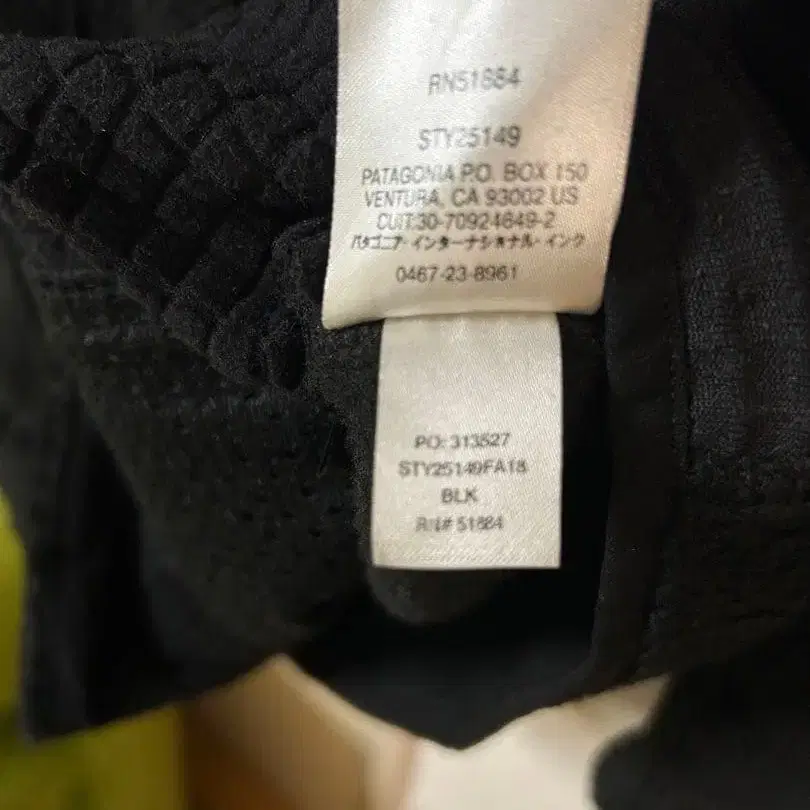 RN51884
STY25149
PATAGONIA P.O. BOX 150
VENTURA, CA 93002 US
CUIT:30-70924649-2
パタゴニア・インターナショナル・インク
0467-23-8961
PO: 313527
STY25149FA18
BLK
RN# 51884